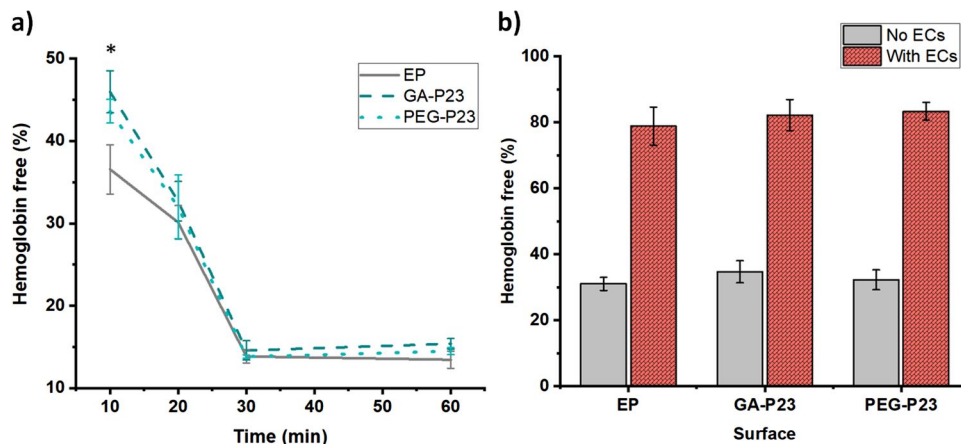 a)
*
EP
GA-P23
PEG-P23
Hemoglobin free (%)
50
40
30
20
10
10 20 30 40 50 60
Time (min)
b)
No ECs
With ECs
Hemoglobin free (%)
100
80
60
40
20
0
EP GA-P23 PEG-P23
Surface